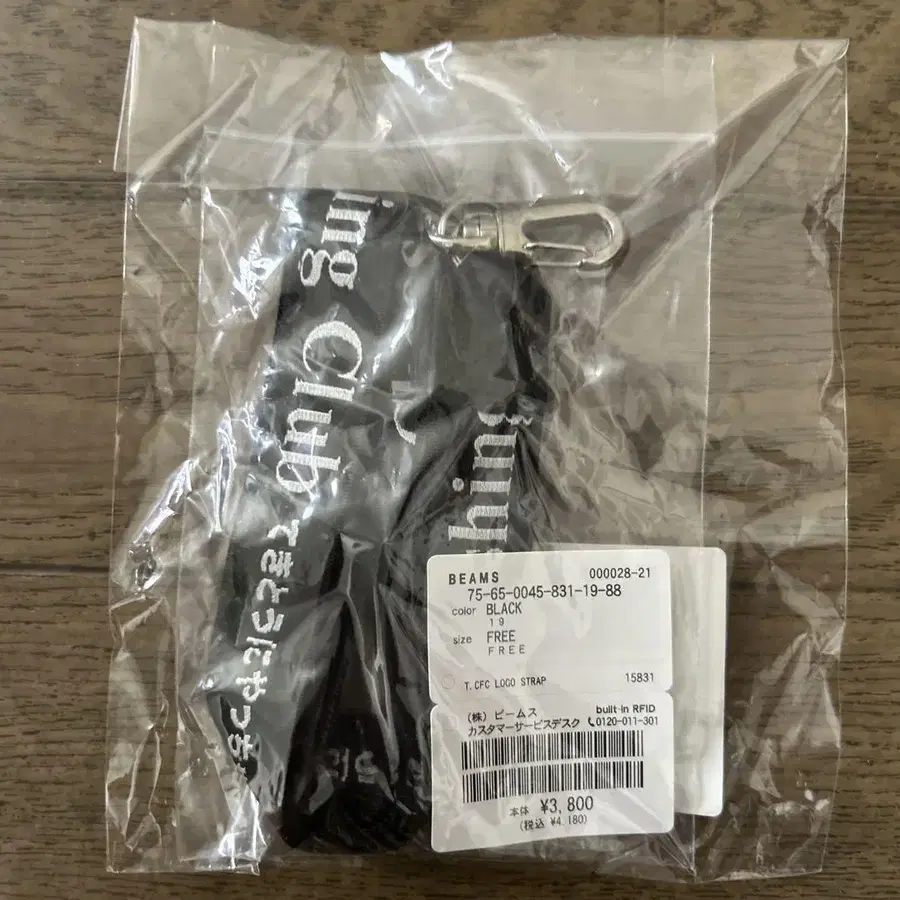 ing
Club
thing
BEAMS 000028-21
75-65-0045-831-19-88
color BLACK
19
size FREE
FREE
T.CFC LOGO STRAP 15831
(株) ビームス built-in RFID
カスタマーサービスデスク 0120-011-301
本体 ¥3,800
(税込 ¥4,180)